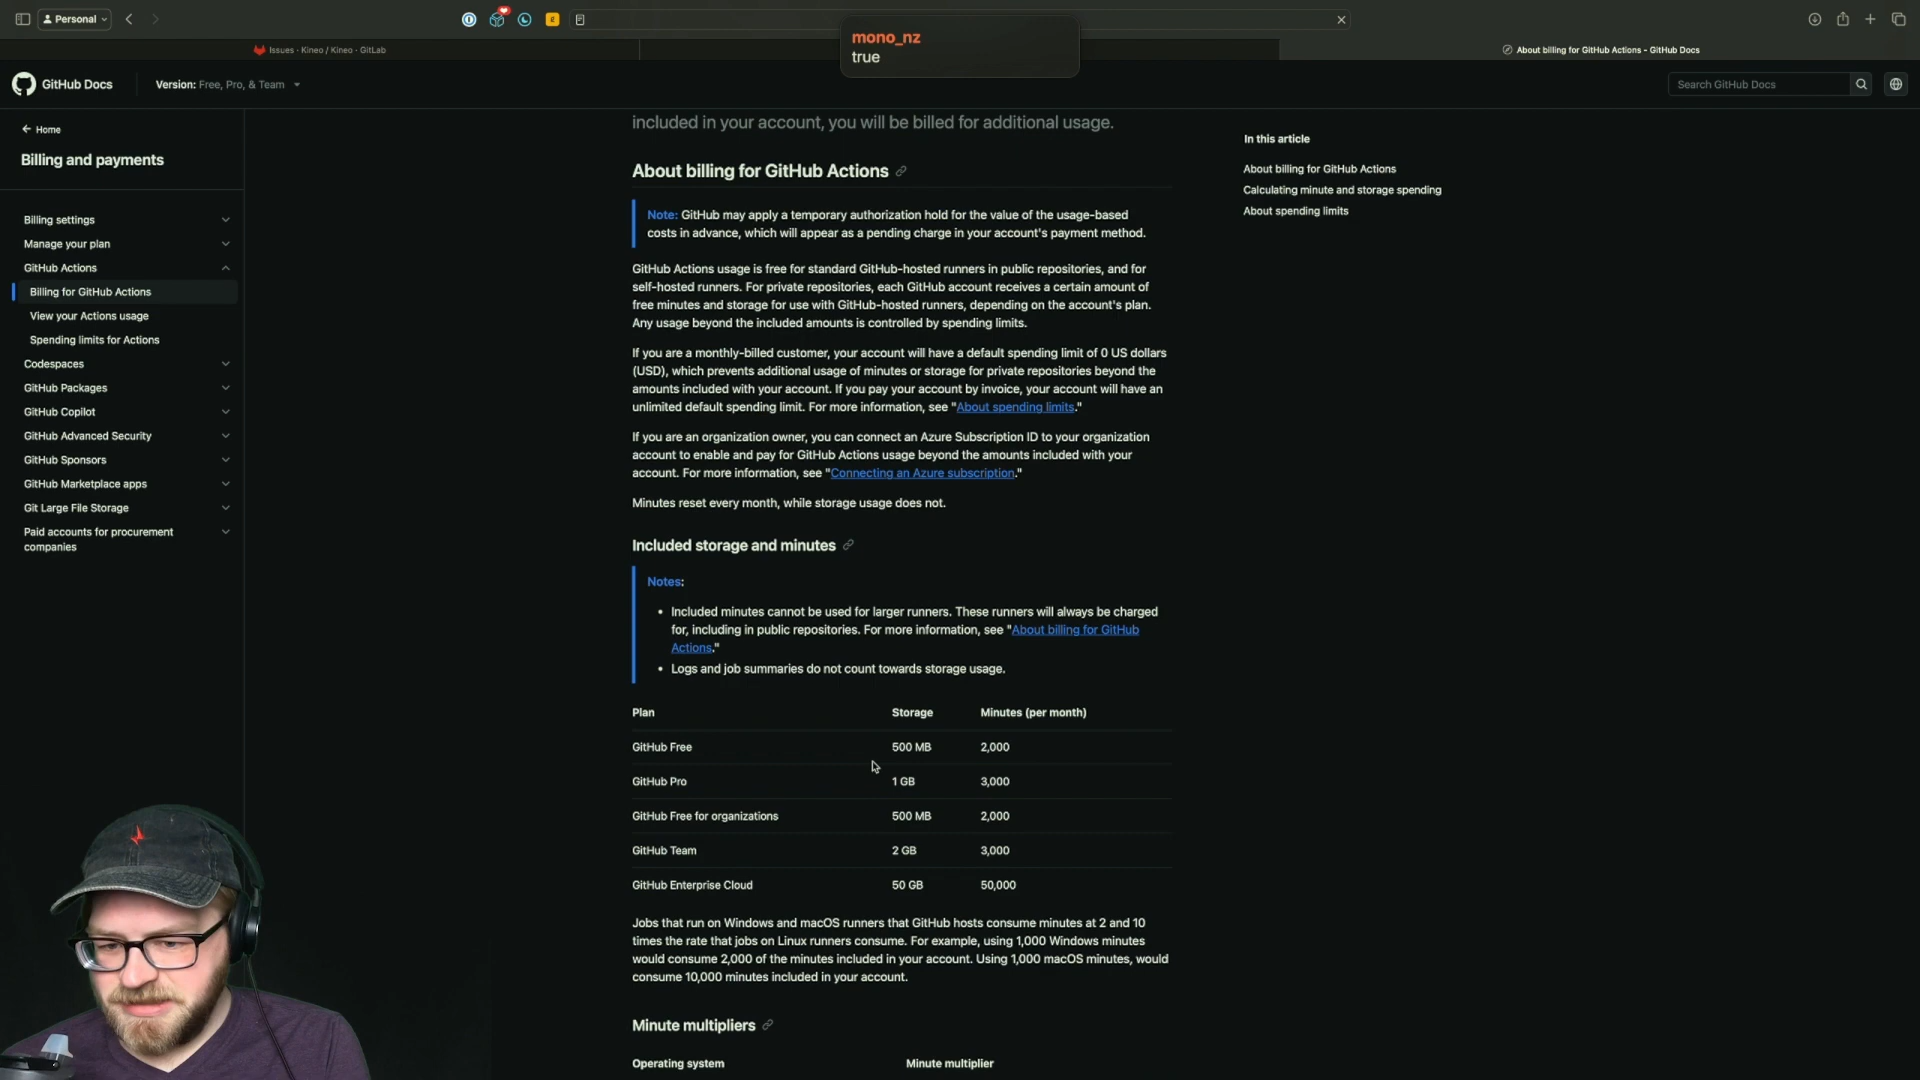 Personal
mono_nz
true
Issues · Kineo / Kineo · GitLab
About billing for GitHub Actions - GitHub Docs
GitHub Docs
Version: Free, Pro, & Team
Search GitHub Docs
Home
Billing and payments
Billing settings
Manage your plan
GitHub Actions
Billing for GitHub Actions
View your Actions usage
Spending limits for Actions
Codespaces
GitHub Packages
GitHub Copilot
GitHub Advanced Security
GitHub Sponsors
GitHub Marketplace apps
Git Large File Storage
Paid accounts for procurement
companies
included in your account, you will be billed for additional usage.
About billing for GitHub Actions
Note: GitHub may apply a temporary authorization hold for the value of the usage-based
costs in advance, which will appear as a pending charge in your account's payment method.
GitHub Actions usage is free for standard GitHub-hosted runners in public repositories, and for
self-hosted runners. For private repositories, each GitHub account receives a certain amount of
free minutes and storage for use with GitHub-hosted runners, depending on the account's plan.
Any usage beyond the included amounts is controlled by spending limits.
If you are a monthly-billed customer, your account will have a default spending limit of 0 US dollars
(USD), which prevents additional usage of minutes or storage for private repositories beyond the
amounts included with your account. If you pay your account by invoice, your account will have an
unlimited default spending limit. For more information, see "About spending limits."
If you are an organization owner, you can connect an Azure Subscription ID to your organization
account to enable and pay for GitHub Actions usage beyond the amounts included with your
account. For more information, see "Connecting an Azure subscription."
Minutes reset every month, while storage usage does not.
Included storage and minutes
Notes:
• Included minutes cannot be used for larger runners. These runners will always be charged
for, including in public repositories. For more information, see "About billing for GitHub
Actions."
• Logs and job summaries do not count towards storage usage.
Plan Storage Minutes (per month)
GitHub Free 500 MB 2,000
GitHub Pro 1 GB 3,000
GitHub Free for organizations 500 MB 2,000
GitHub Team 2 GB 3,000
GitHub Enterprise Cloud 50 GB 50,000
Jobs that run on Windows and macOS runners that GitHub hosts consume minutes at 2 and 10
times the rate that jobs on Linux runners consume. For example, using 1,000 Windows minutes
would consume 2,000 of the minutes included in your account. Using 1,000 macOS minutes, would
consume 10,000 minutes included in your account.
Minute multipliers
Operating system Minute multiplier
In this article
About billing for GitHub Actions
Calculating minute and storage spending
About spending limits